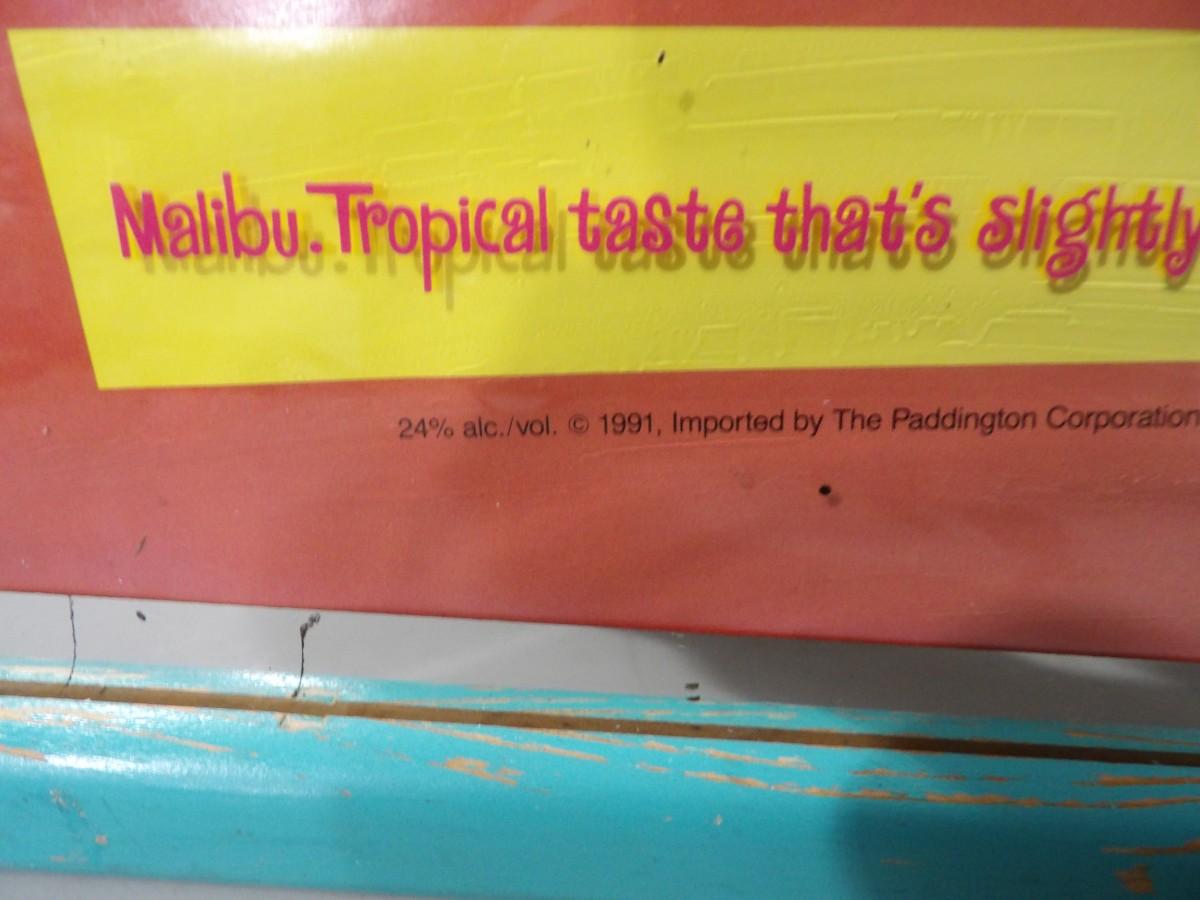 Malibu. Tropical taste that's slightly
24% alc./vol. © 1991, Imported by The Paddington Corporation